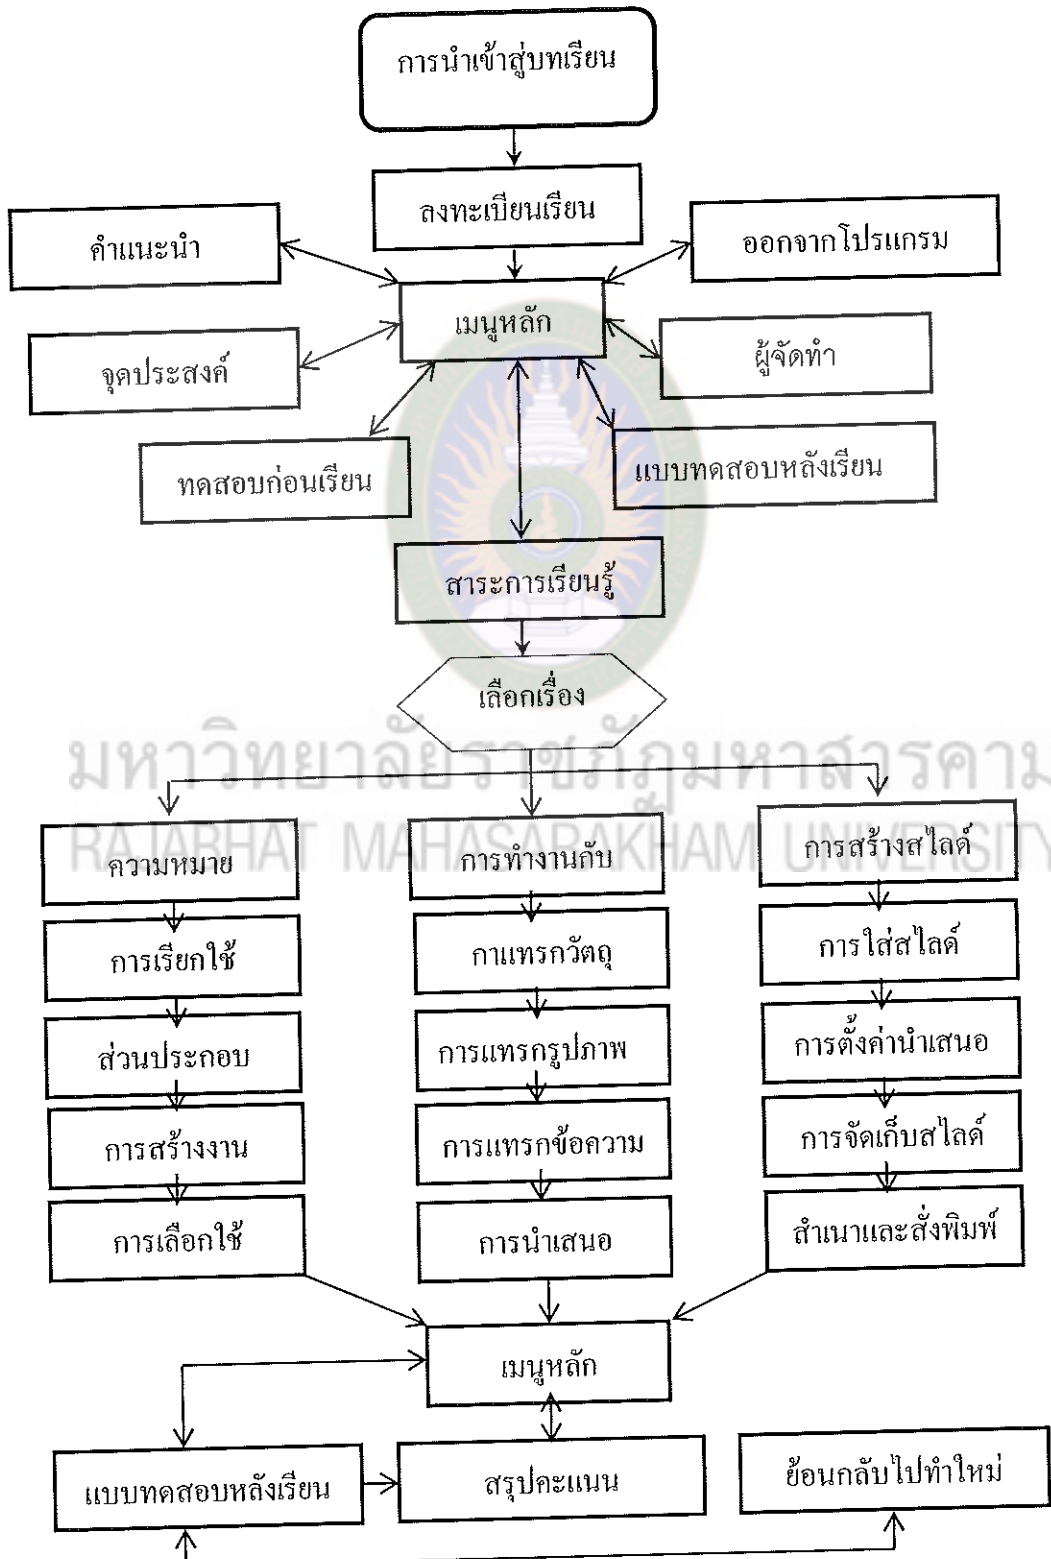 การนำเข้าสู่บทเรียน
ลงทะเบียนเรียน
คำแนะนำ
ออกจากโปรแกรม
เมนูหลัก
จุดประสงค์
ผู้จัดทำ
ทดสอบก่อนเรียน
แบบทดสอบหลังเรียน
สาระการเรียนรู้
เลือกเรื่อง
มหาวิทยาลัยราชภัฏมหาสารคาม
RAJABHAT MAHASARAKHAM UNIVERSITY
ความหมาย
การทำงานกับ
การสร้างสไลด์
การเรียกใช้
กาแทรกวัตถุ
การใส่สไลด์
ส่วนประกอบ
การแทรกรูปภาพ
การตั้งค่านำเสนอ
การสร้างงาน
การแทรกข้อความ
การจัดเก็บสไลด์
การเลือกใช้
การนำเสนอ
สำเนาและสั่งพิมพ์
เมนูหลัก
แบบทดสอบหลังเรียน
สรุปคะแนน
ย้อนกลับไปทำใหม่